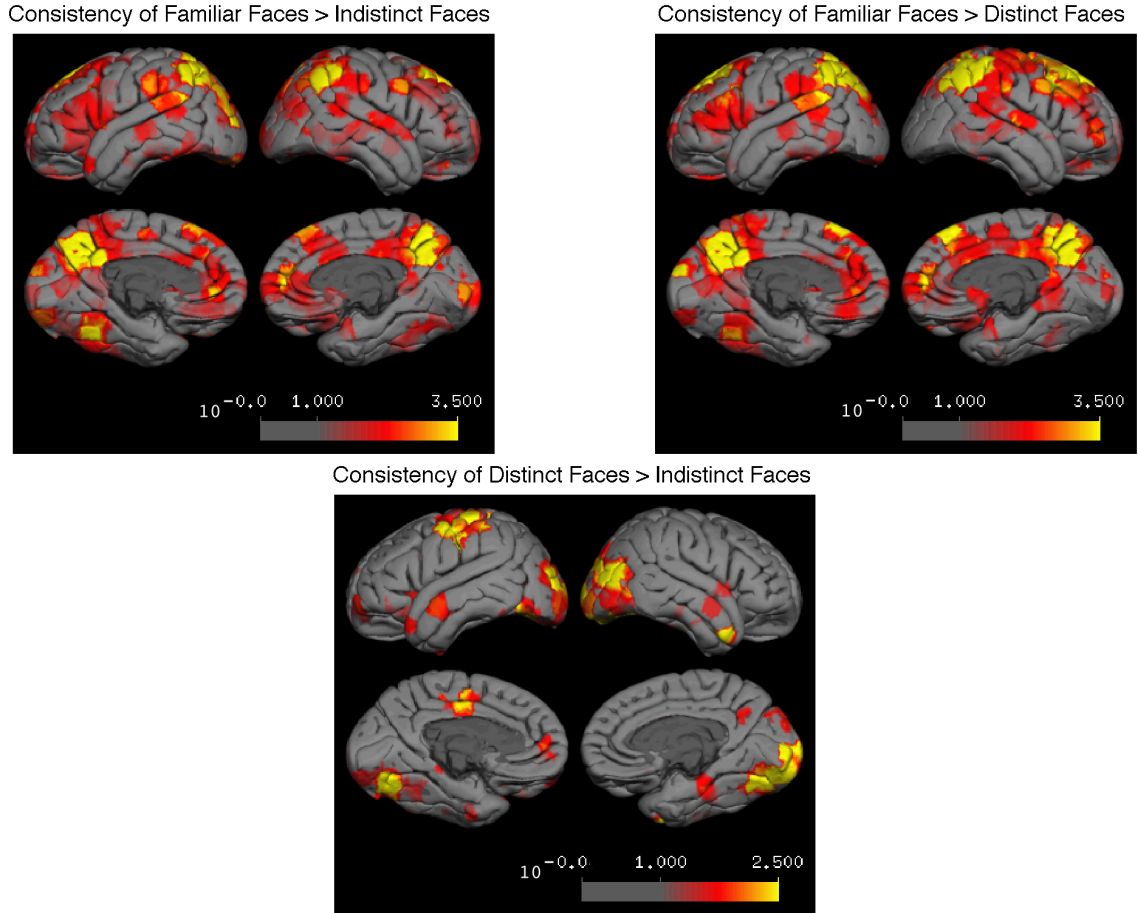 Consistency of Familiar Faces > Indistinct Faces
Consistency of Familiar Faces > Distinct Faces
10 -0.0 1.000 3.500
10 -0.0 1.000 3.500
Consistency of Distinct Faces > Indistinct Faces
10 -0.0 1.000 2.500